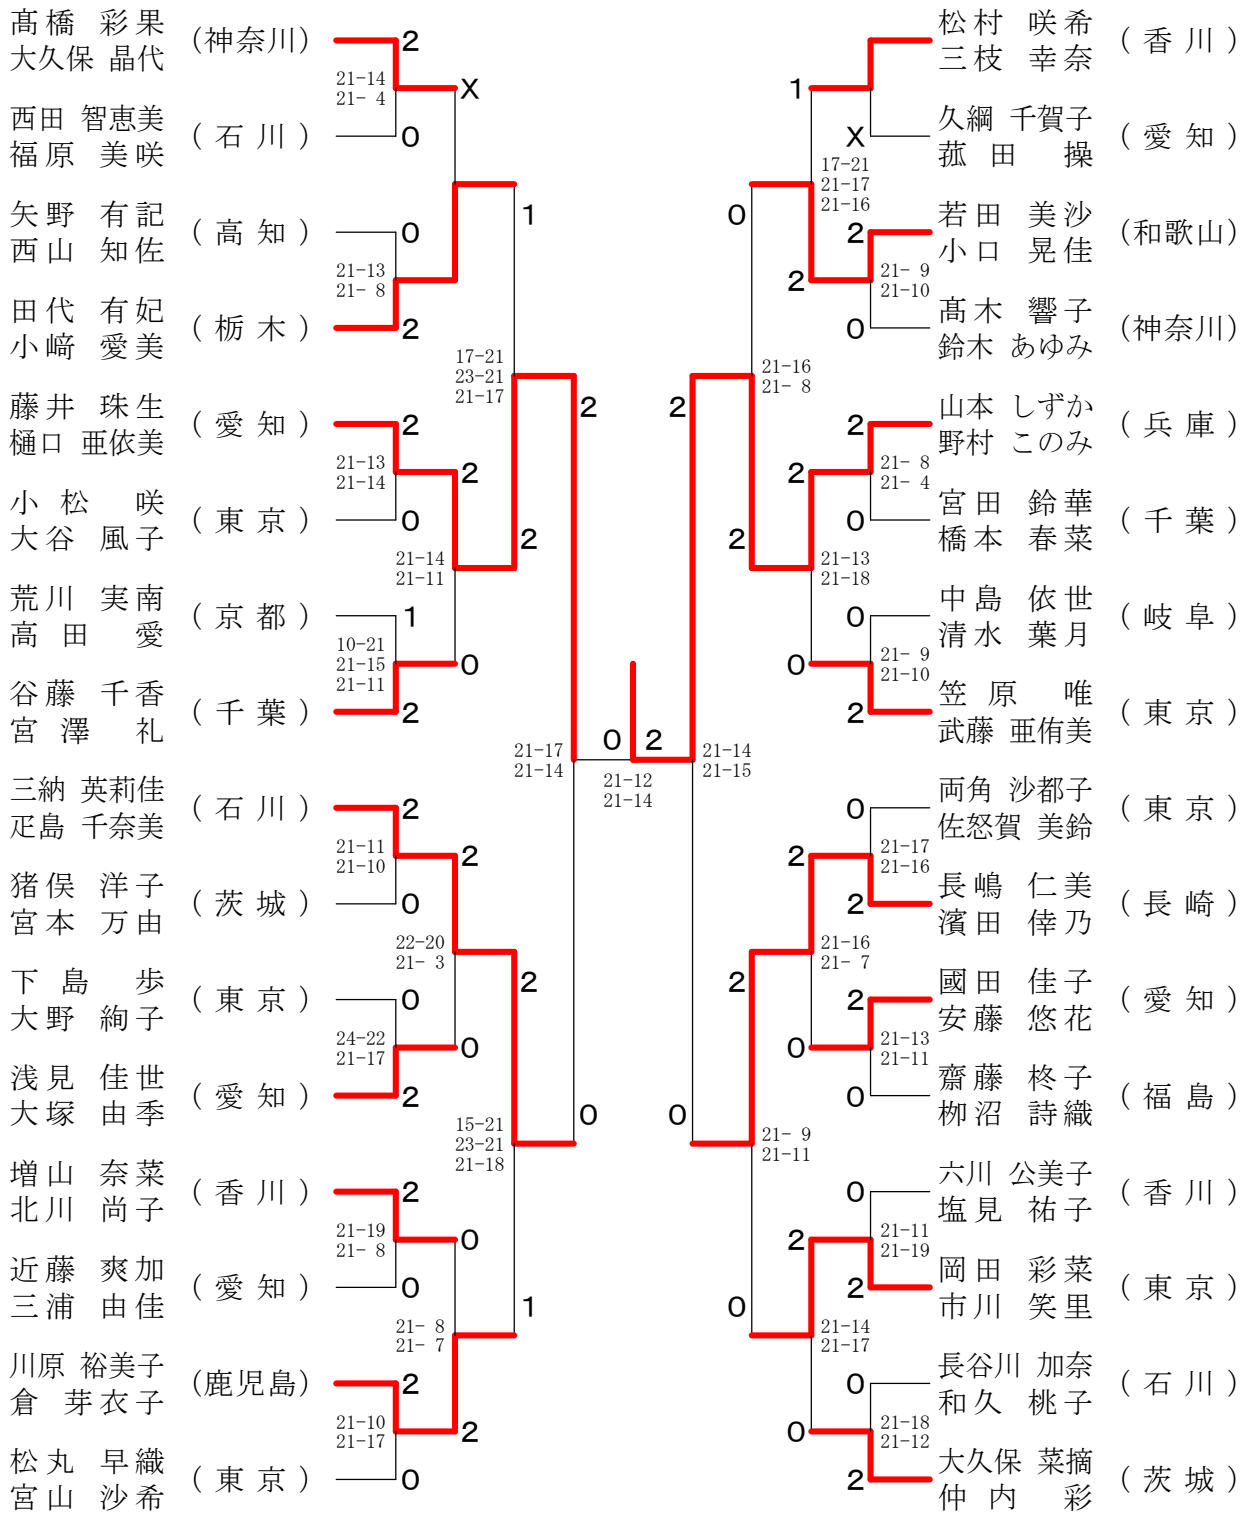 髙橋 彩果
大久保 晶代
(神奈川)
2
21-14
21- 4
X
西田 智恵美
福原 美咲
( 石 川 )
0
矢野 有記
西山 知佐
( 高 知 )
0
1
21-13
21- 8
田代 有妃
小﨑 愛美
( 栃 木 )
2
17-21
23-21
21-17
2
藤井 珠生
樋口 亜依美
( 愛 知 )
2
21-13
21-14
2
小松 咲
大谷 風子
( 東 京 )
0
2
21-14
21-11
荒川 実南
高田 愛
( 京 都 )
1
10-21
21-15
21-11
0
谷藤 千香
宮澤 礼
( 千 葉 )
2
21-17
21-14
三納 英莉佳
疋島 千奈美
( 石 川 )
2
21-11
21-10
2
猪俣 洋子
宮本 万由
( 茨 城 )
0
22-20
21- 3
2
下島 歩
大野 絢子
( 東 京 )
0
24-22
21-17
0
浅見 佳世
大塚 由季
( 愛 知 )
2
15-21
23-21
21-18
0
増山 奈菜
北川 尚子
( 香 川 )
2
21-19
21- 8
0
近藤 爽加
三浦 由佳
( 愛 知 )
0
1
21- 8
21- 7
川原 裕美子
倉 芽衣子
(鹿児島)
2
21-10
21-17
2
松丸 早織
宮山 沙希
( 東 京 )
0
0 2
21-12
21-14
松村 咲希
三枝 幸奈
( 香 川 )
1
X
久綱 千賀子
菰田 操
( 愛 知 )
17-21
21-17
21-16
0
2
若田 美沙
小口 晃佳
(和歌山)
2
21- 9
21-10
0
髙木 響子
鈴木 あゆみ
(神奈川)
21-16
21- 8
2
2
山本 しずか
野村 このみ
( 兵 庫 )
2
21- 8
21- 4
0
宮田 鈴華
橋本 春菜
( 千 葉 )
2
21-13
21-18
0
中島 依世
清水 葉月
( 岐 阜 )
0
21- 9
21-10
2
笠原 唯
武藤 亜侑美
( 東 京 )
21-14
21-15
0
両角 沙都子
佐怒賀 美鈴
( 東 京 )
2
21-17
21-16
2
長嶋 仁美
濱田 倖乃
( 長 崎 )
2
21-16
21- 7
2
國田 佳子
安藤 悠花
( 愛 知 )
0
21-13
21-11
0
齋藤 柊子
栁沼 詩織
( 福 島 )
0
21- 9
21-11
0
六川 公美子
塩見 祐子
( 香 川 )
2
21-11
21-19
2
岡田 彩菜
市川 笑里
( 東 京 )
0
21-14
21-17
0
長谷川 加奈
和久 桃子
( 石 川 )
0
21-18
21-12
2
大久保 菜摘
仲内 彩
( 茨 城 )